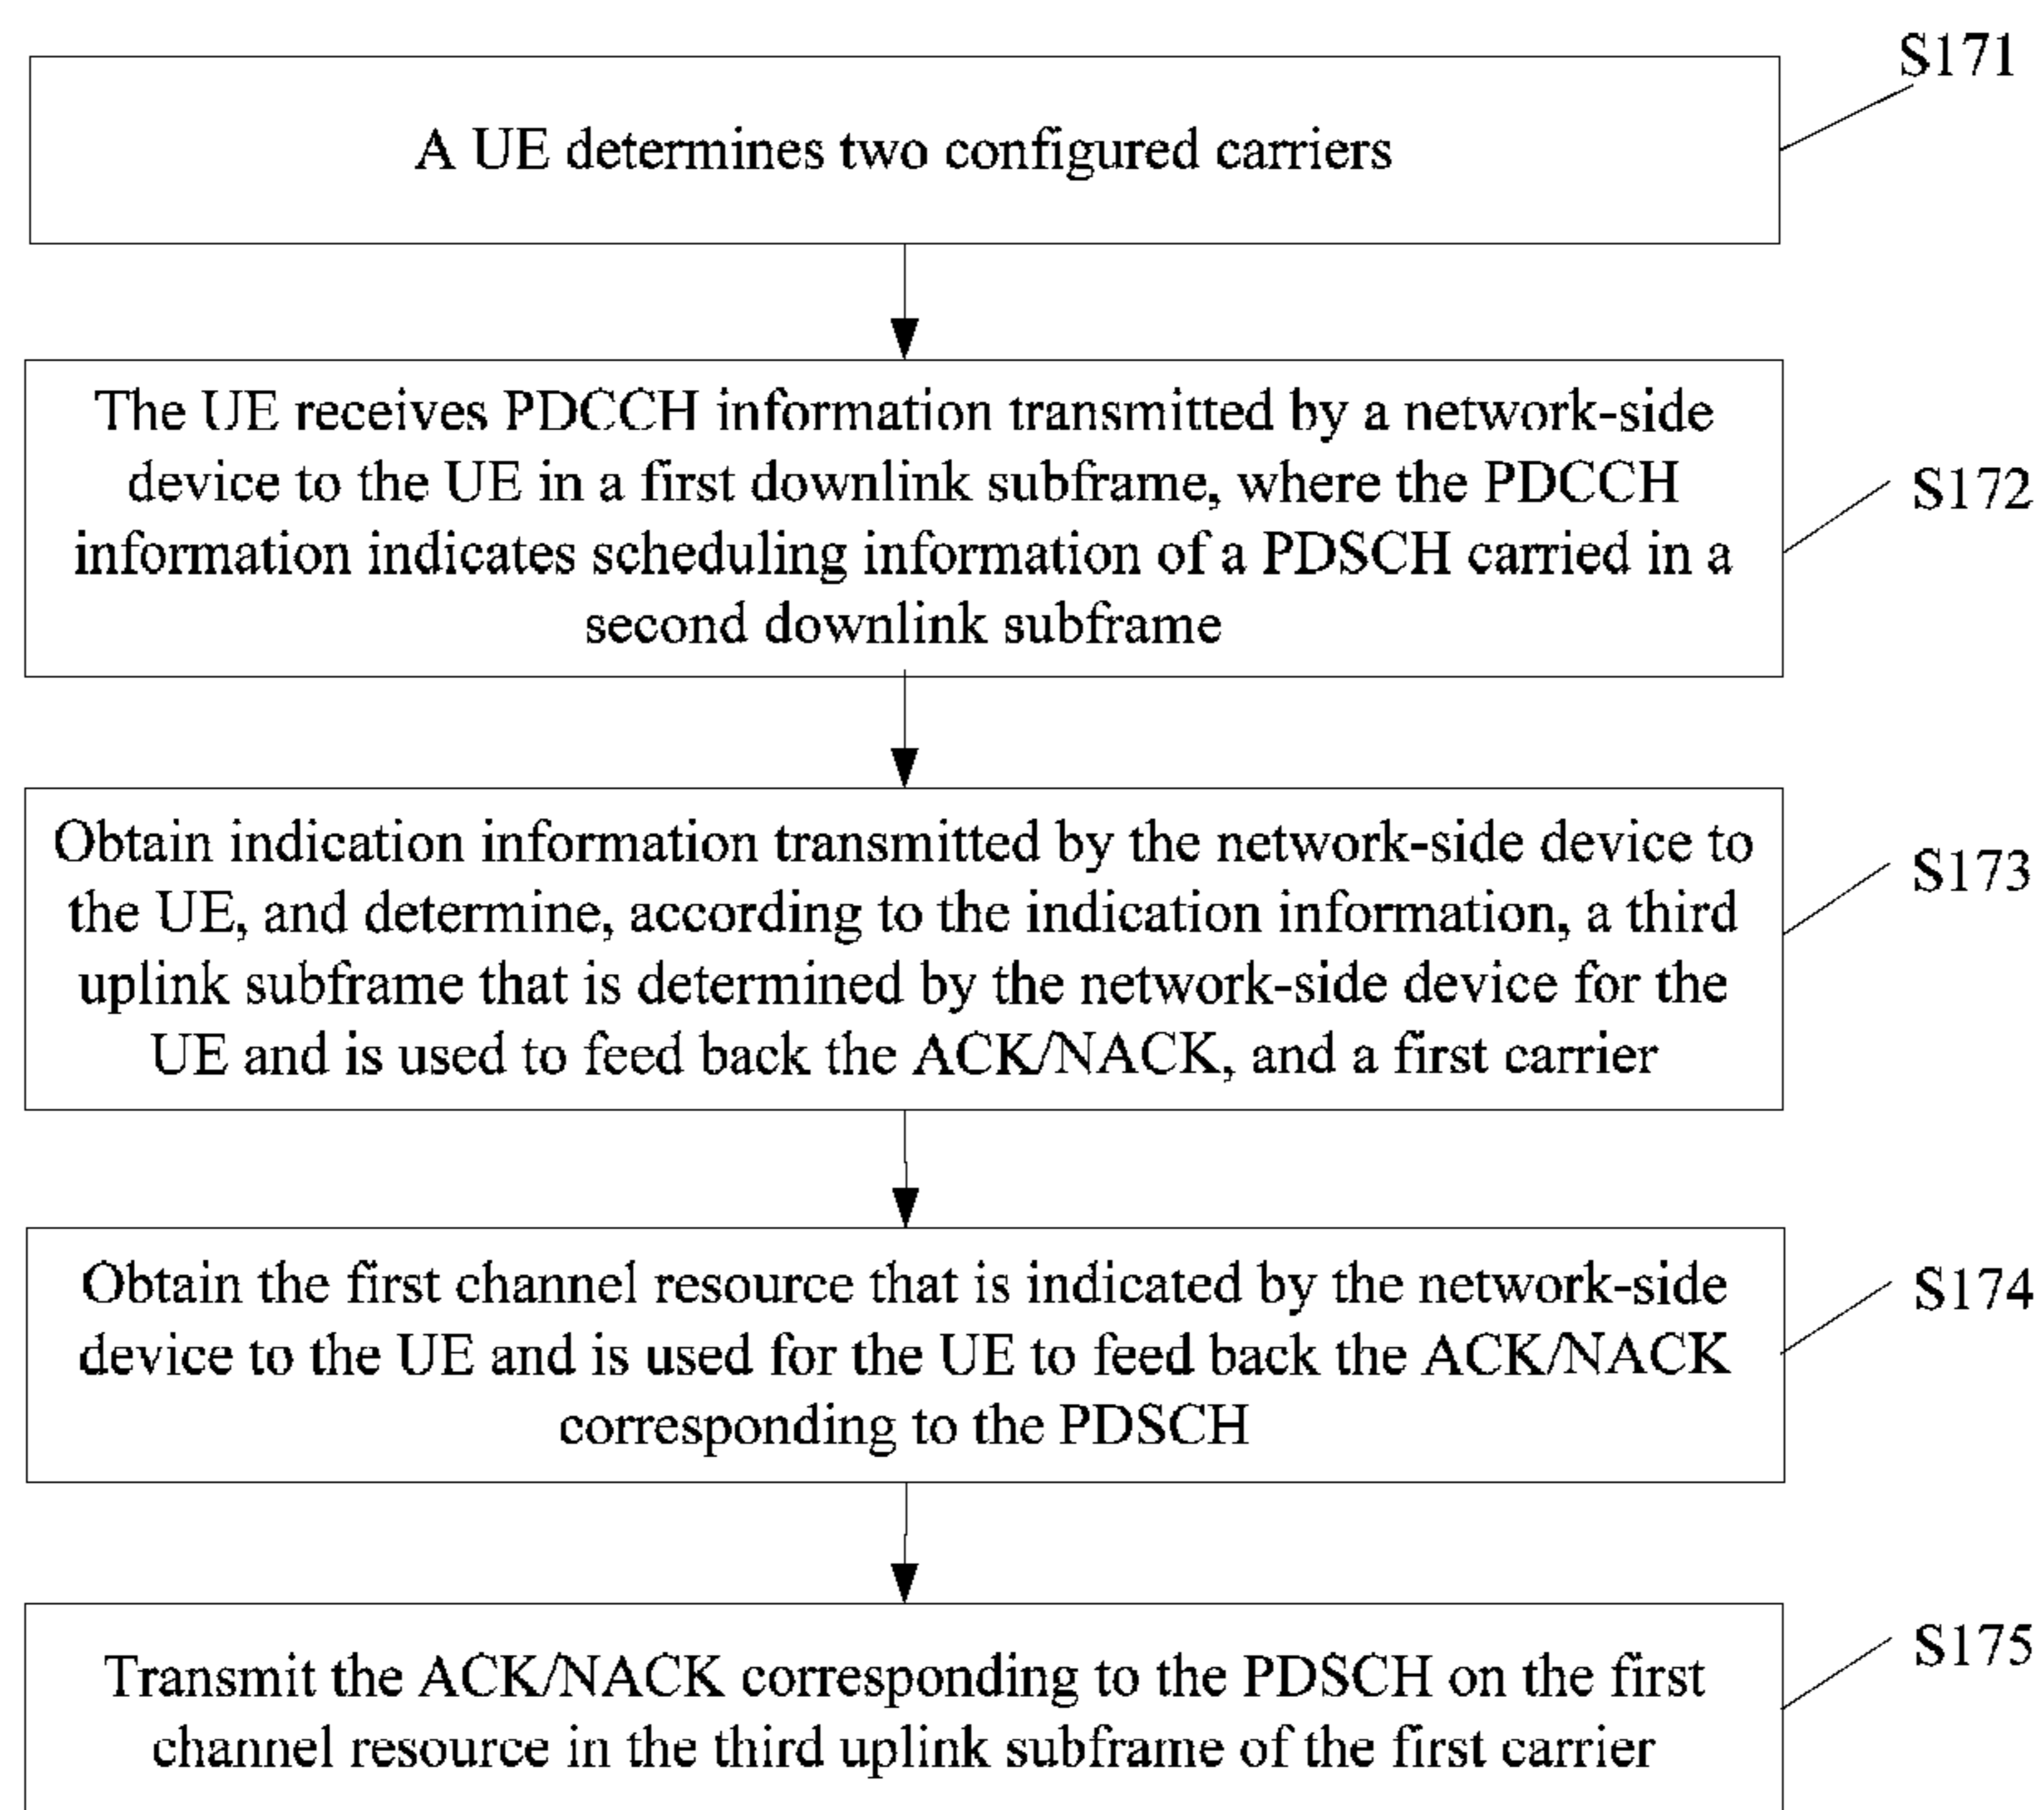 S171
A UE determines two configured carriers
The UE receives PDCCH information transmitted by a network-side
device to the UE in a first downlink subframe, where the PDCCH
information indicates scheduling information of a PDSCH carried in a
second downlink subframe
S172
Obtain indication information transmitted by the network-side device to
the UE, and determine, according to the indication information, a third
uplink subframe that is determined by the network-side device for the
UE and is used to feed back the ACK/NACK, and a first carrier
S173
Obtain the first channel resource that is indicated by the network-side
device to the UE and is used for the UE to feed back the ACK/NACK
corresponding to the PDSCH
S174
Transmit the ACK/NACK corresponding to the PDSCH on the first
channel resource in the third uplink subframe of the first carrier
S175